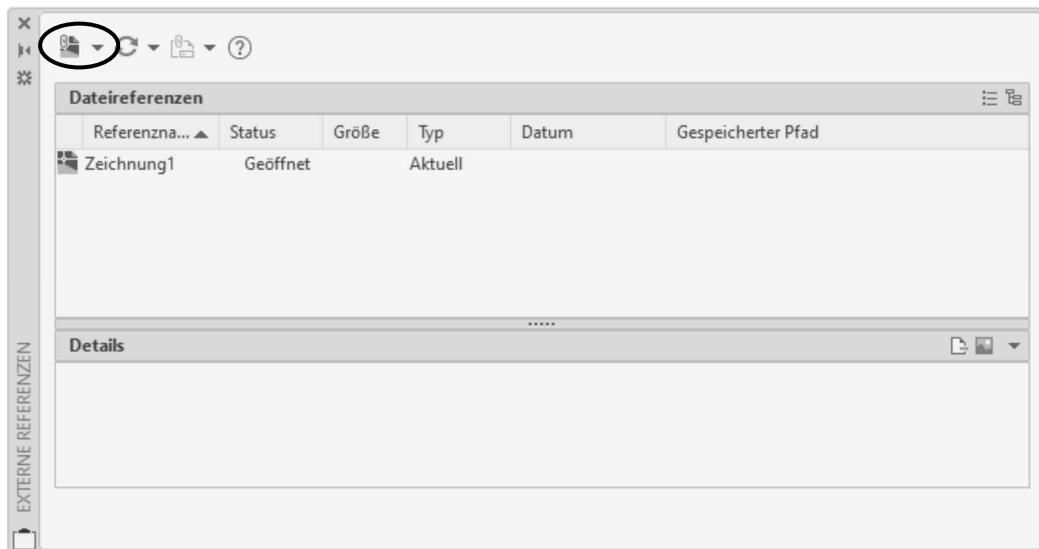 Dateireferenzen
Referenzna... Status Größe Typ Datum Gespeicherter Pfad
Zeichnung1 Geöffnet Aktuell
Details
EXTERNE REFERENZEN